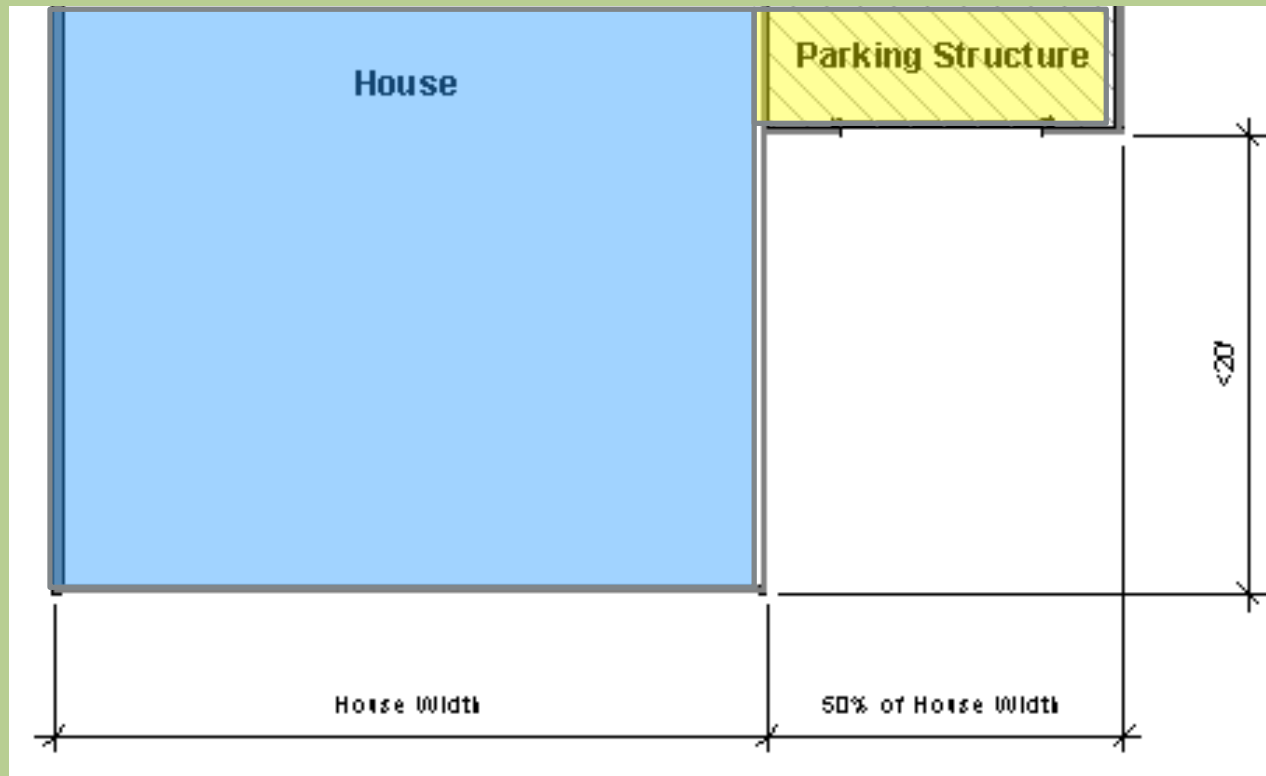 House
Parking Structure
<20'
House Width
50% of House Width